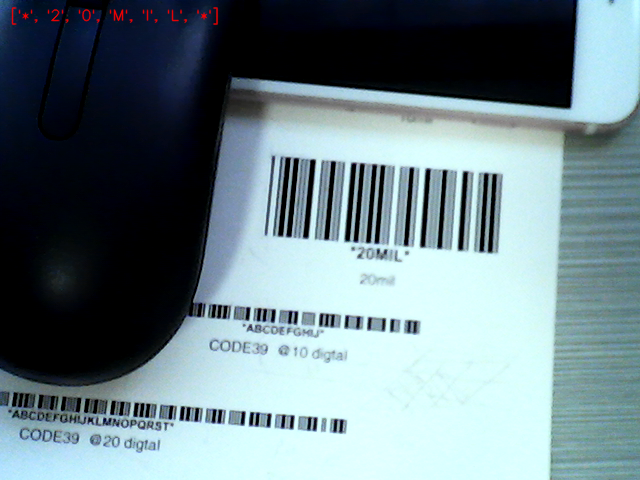 ['*', '2', '0', 'M', 'I', 'L', '*']
*20MIL*
20mil
*ABCDEFGHIJ*
CODE39 @10 digtal
*ABCDEFGHIJKLMNOPQRST*
CODE39 @20 digtal